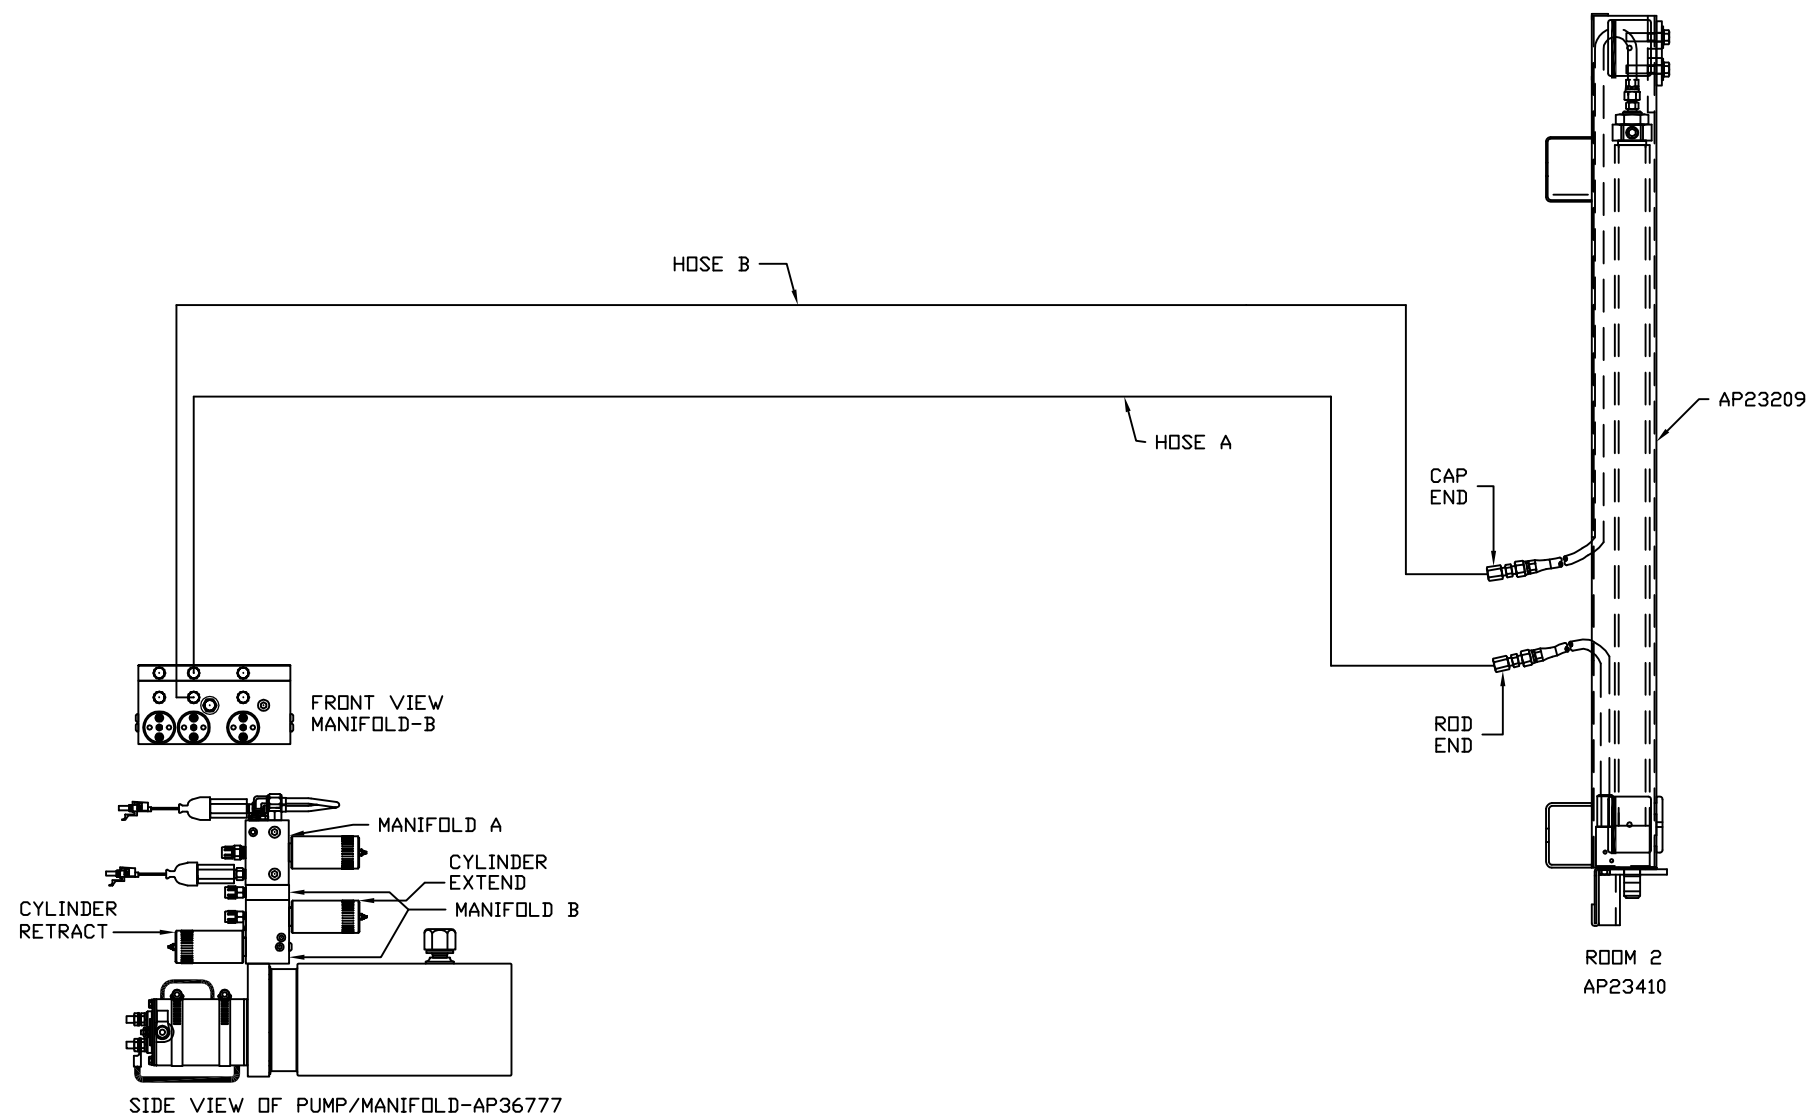 HOSE B
AP23209
HOSE A
CAP
END
FRONT VIEW
MANIFOLD-B
ROD
END
MANIFOLD A
CYLINDER
EXTEND
MANIFOLD B
CYLINDER
RETRACT
ROOM 2
AP23410
SIDE VIEW OF PUMP/MANIFOLD-AP36777